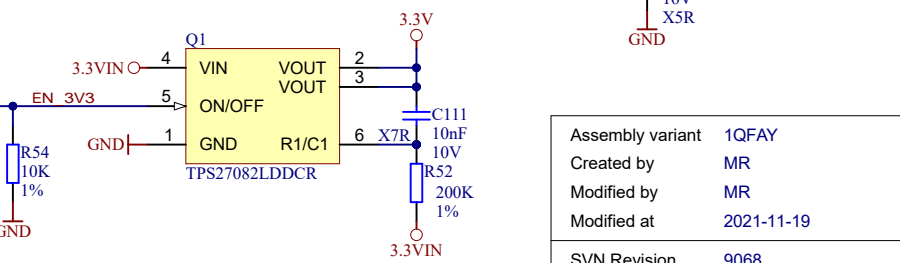 10V
X5R
GND
3.3V
Q1
3.3VIN
4
VIN
VOUT
2
VOUT
3
EN_3V3
5
ON/OFF
C111
10nF
10V
GND
1
GND
R1/C1
6
X7R
TPS27082LDDCR
R54
10K
1%
GND
R52
200K
1%
3.3VIN
Assembly variant 1QFAY
Created by MR
Modified by MR
Modified at 2021-11-19
SVN Revision 9068